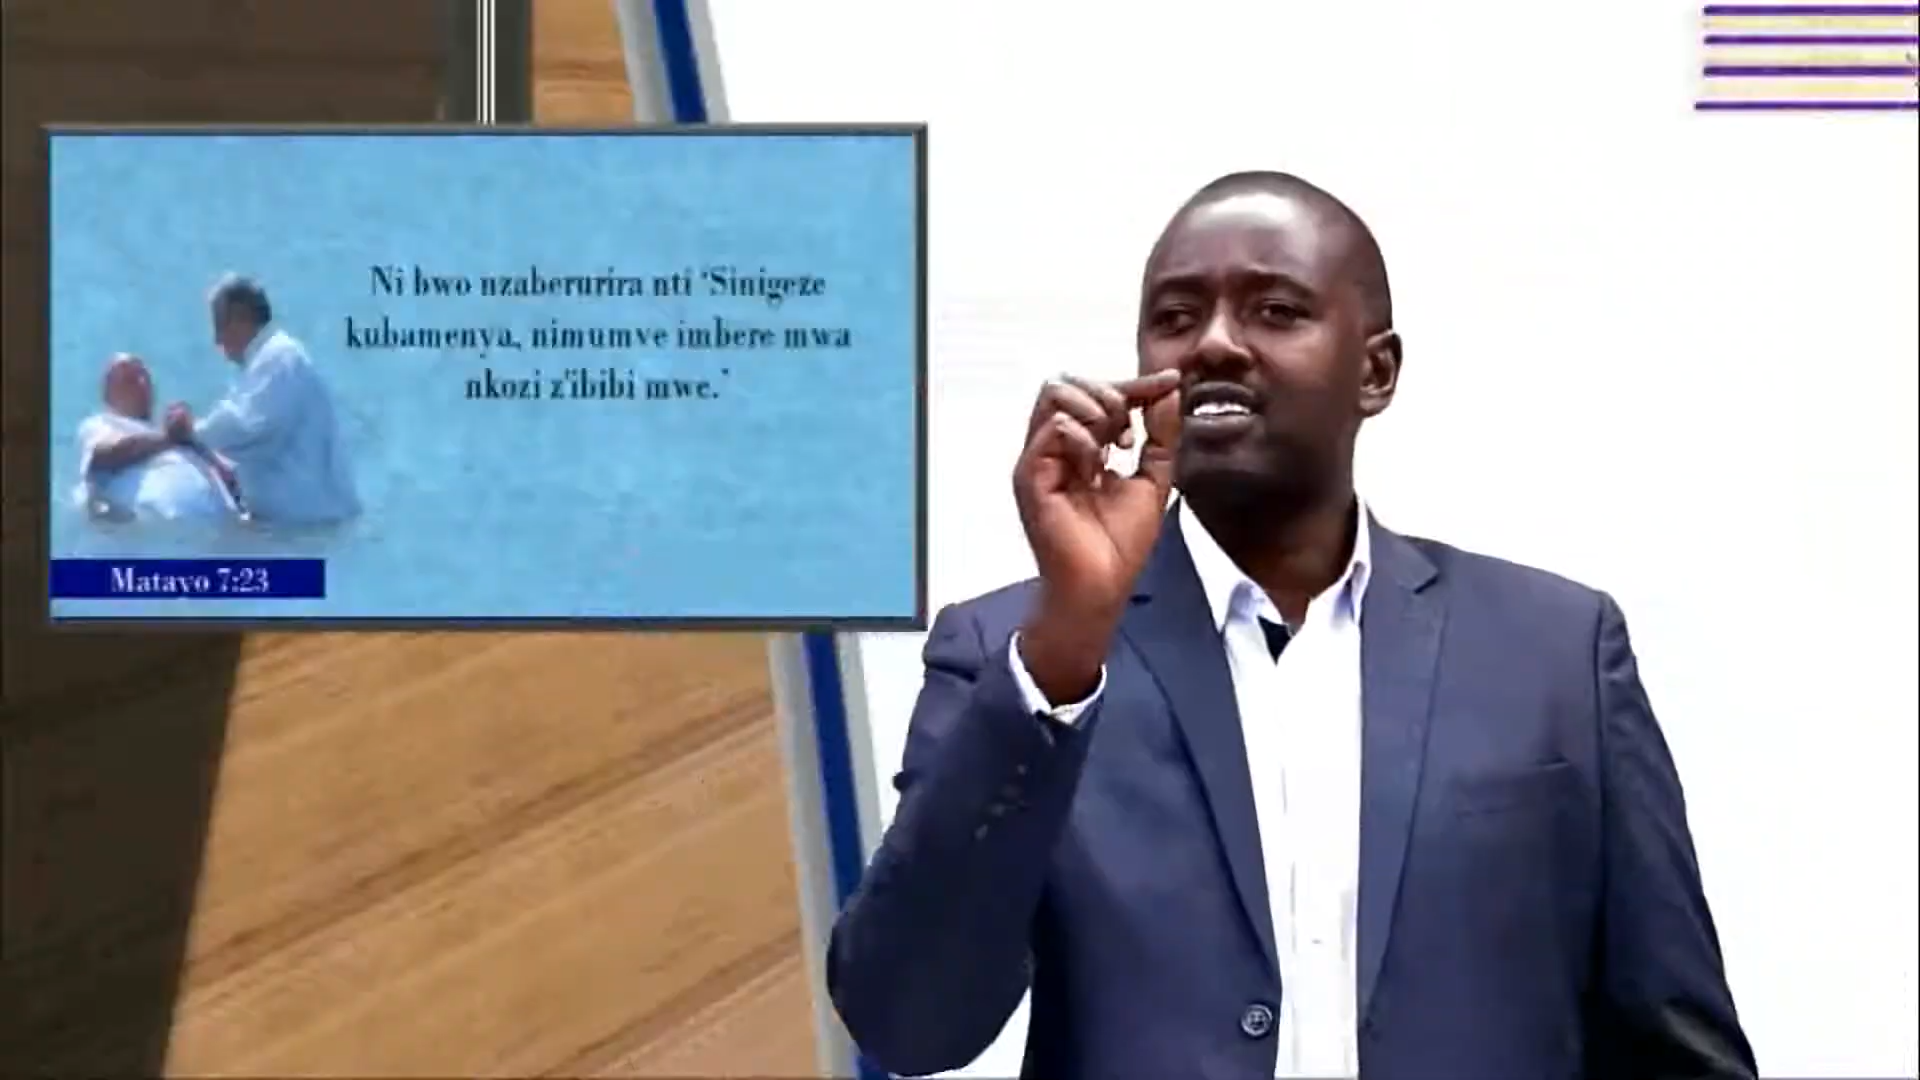 Ni bwo nzaberurira nti 'Sinigeze
kubamenya, nimumve imbere mwa
nkozi z'ibibi mwe.'
Matayo 7:23